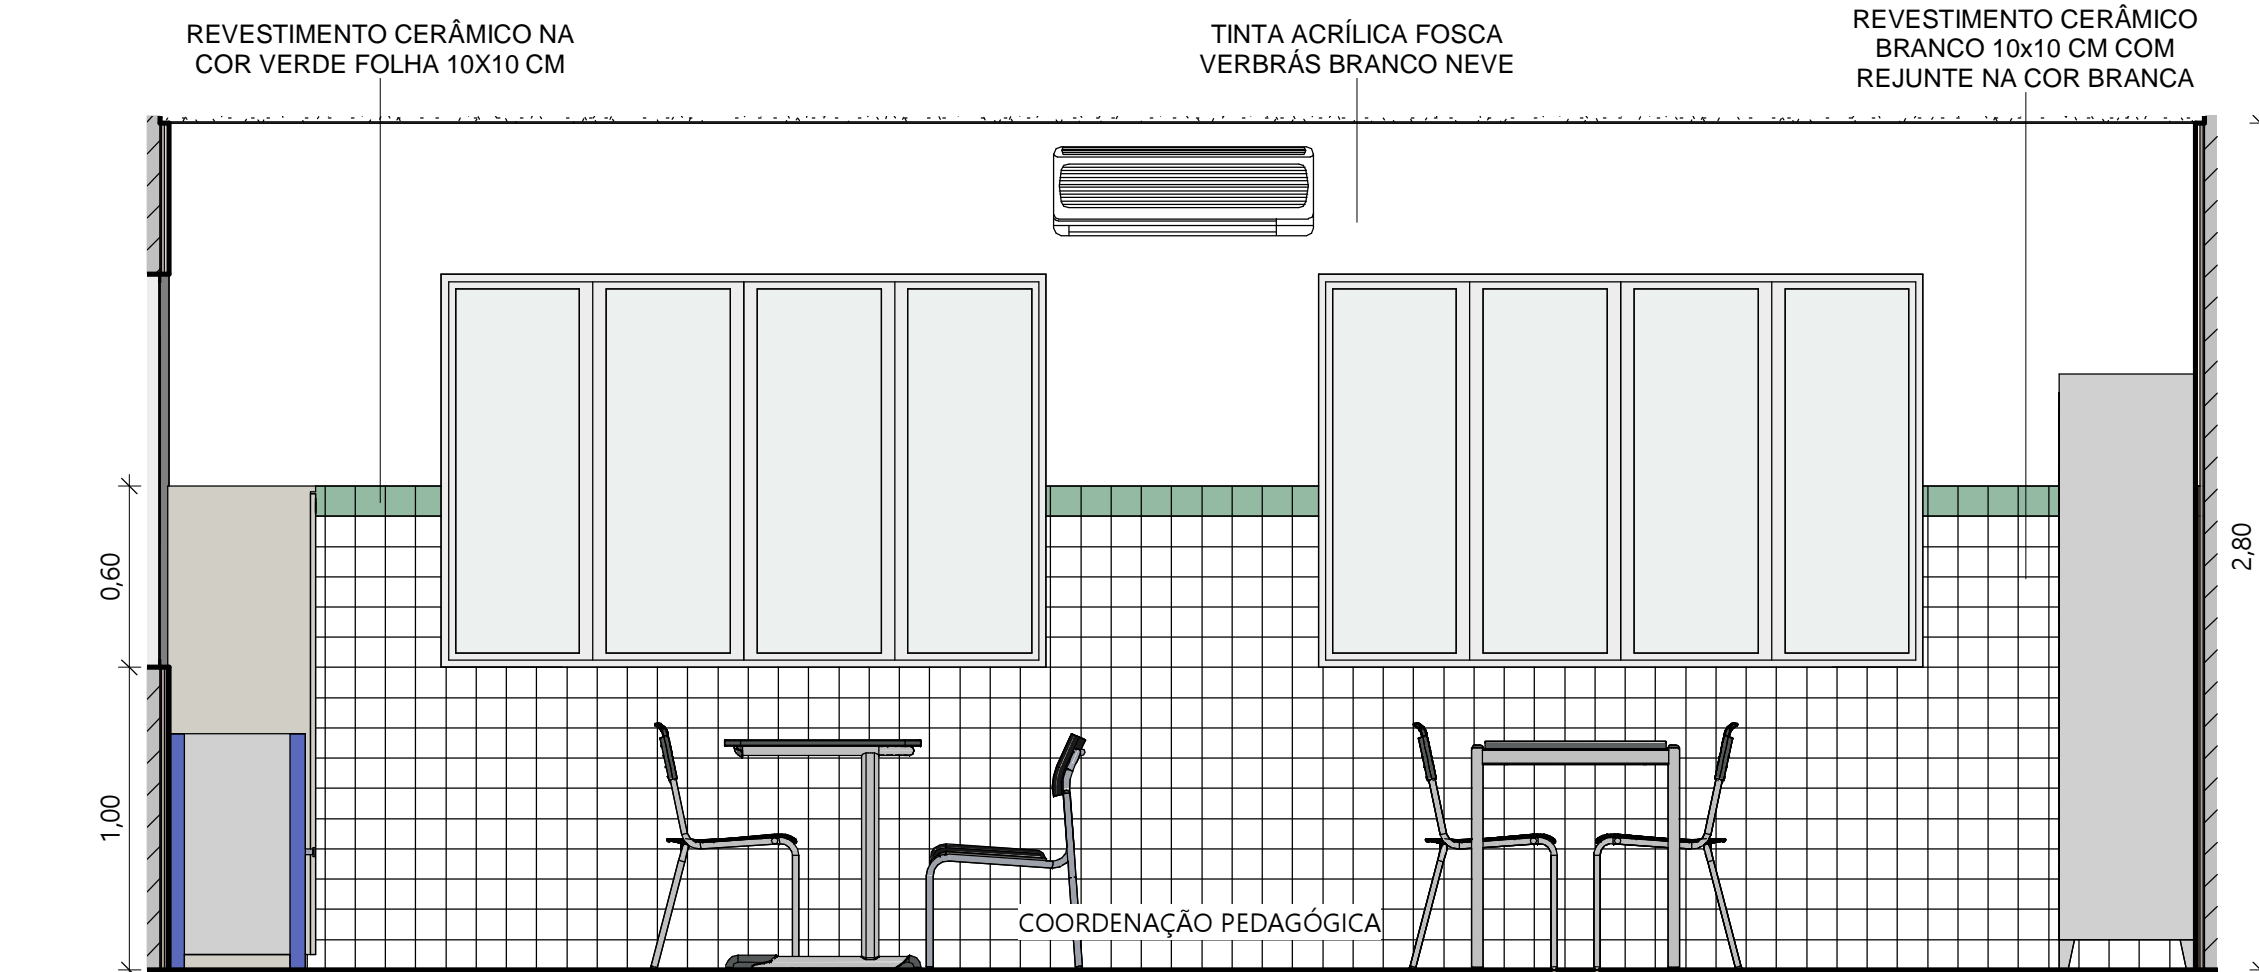 REVESTIMENTO CERÂMICO NA
COR VERDE FOLHA 10X10 CM
TINTA ACRÍLICA FOSCA
VERBRÁS BRANCO NEVE
REVESTIMENTO CERÂMICO
BRANCO 10x10 CM COM
REJUNTE NA COR BRANCA
0,60
1,00
2,80
COORDENAÇÃO PEDAGÓGICA